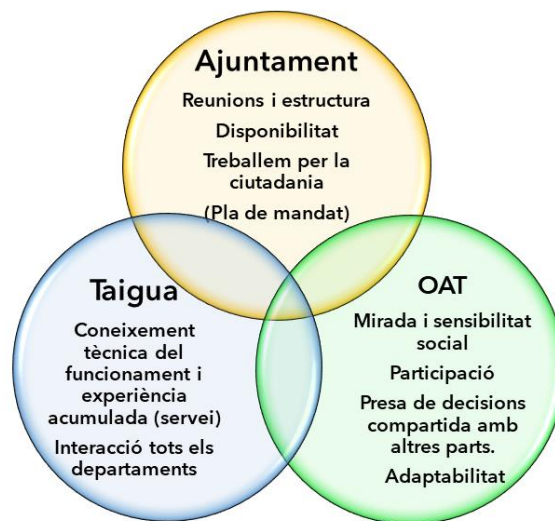 Ajuntament
Reunions i estructura
Disponibilitat
Treballem per la
ciutadania
(Pla de mandat)
Taigua
Coneixement
tècnica del
funcionament i
experiència
acumulada (servei)
Interacció tots els
departaments
OAT
Mirada i sensibilitat
social
Participació
Presa de decisions
compartida amb
altres parts.
Adaptabilitat